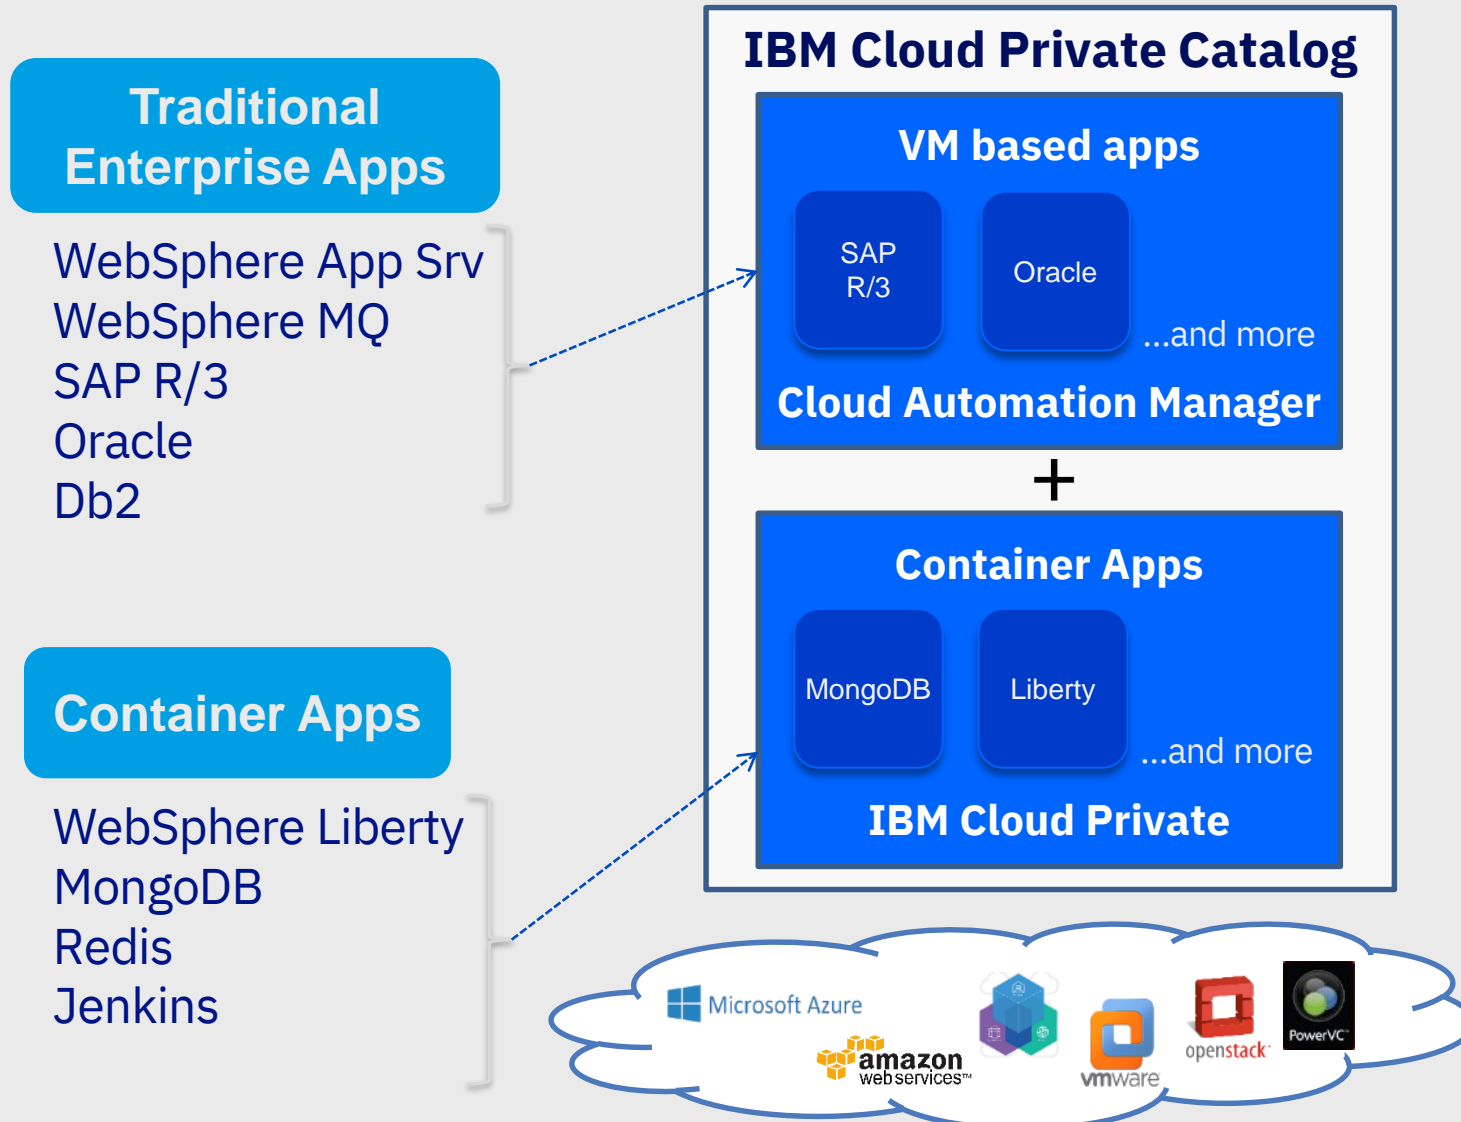 Traditional
Enterprise Apps
WebSphere App Srv
WebSphere MQ
SAP R/3
Oracle
Db2
Container Apps
WebSphere Liberty
MongoDB
Redis
Jenkins
IBM Cloud Private Catalog
VM based apps
SAP
R/3
Oracle
...and more
Cloud Automation Manager
+
Container Apps
MongoDB
Liberty
...and more
IBM Cloud Private
Microsoft Azure
amazon
webservices™
vmware
openstack
PowerVC™